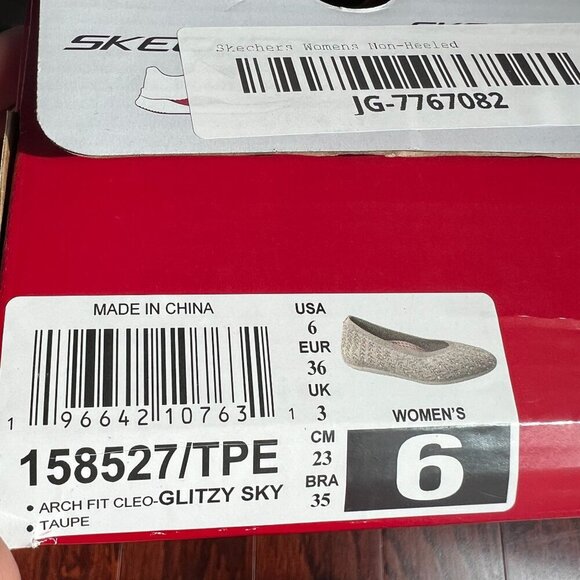 SKE
SKECHERS
Skechers Womens Non-Heeled
JG-7767082
MADE IN CHINA
1 96642 10763 1
158527/TPE
• ARCH FIT CLEO-GLITZY SKY
• TAUPE
USA
6
EUR
36
UK
3
CM
23
BRA
35
WOMEN'S
6